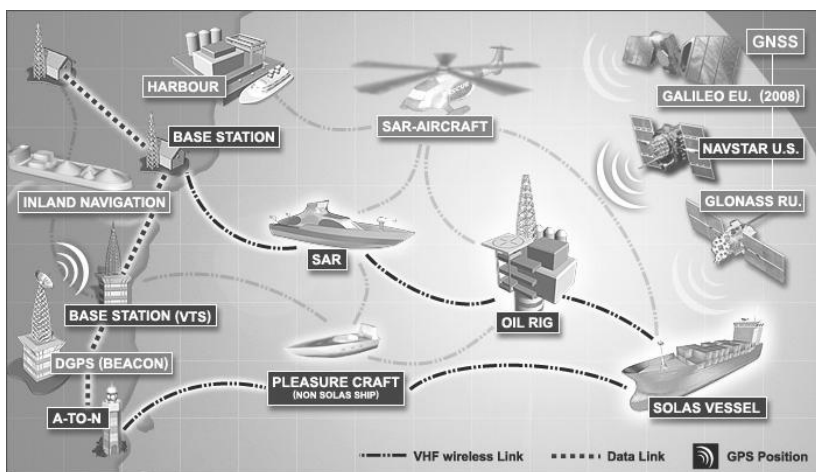 GNSS
HARBOUR
GALILEO EU. (2008)
SAR-AIRCRAFT
BASE STATION
NAVSTAR U.S.
INLAND NAVIGATION
GLONASS RU.
SAR
BASE STATION (VTS)
OIL RIG
DGPS (BEACON)
PLEASURE CRAFT
(NON SOLAS SHIP)
SOLAS VESSEL
A-TO-N
VHF wireless Link
Data Link
GPS Position